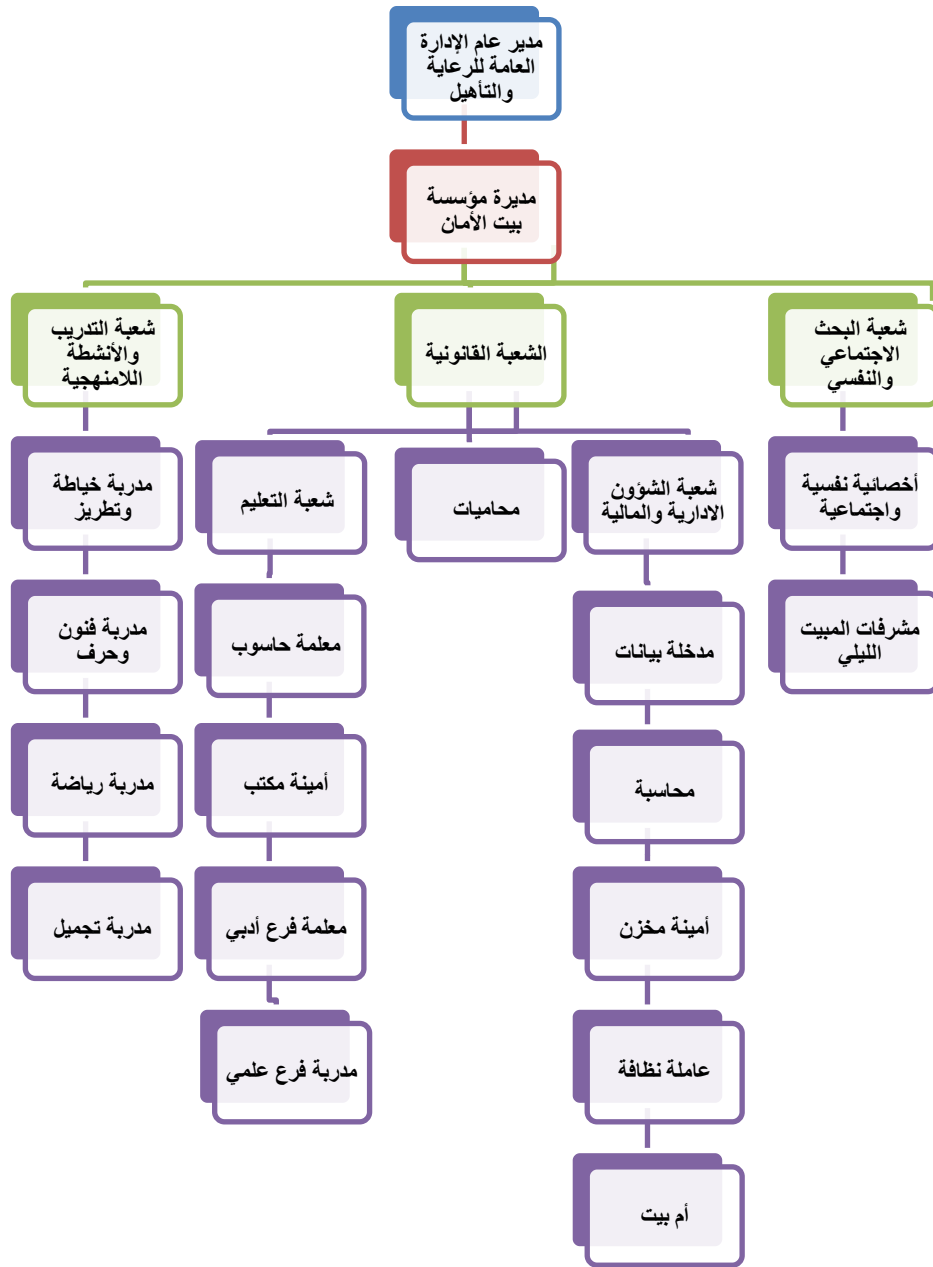 مدير عام الإدارة
العامة للرعاية
والتأهيل
مديرة مؤسسة
بيت الأمان
شعبة البحث
الاجتماعي
والنفسي
الشعبة القانونية
شعبة التدريب
والأنشطة
اللامنهجية
أخصائية نفسية
واجتماعية
شعبة الشؤون
الادارية والمالية
محاميات
شعبة التعليم
مدربة خياطة
وتطريز
مشرفات المبيت
الليلي
مدخلة بيانات
معلمة حاسوب
مدربة فنون
وحرف
محاسبة
أمينة مكتب
مدربة رياضة
أمينة مخزن
معلمة فرع أدبي
مدربة تجميل
عاملة نظافة
مدربة فرع علمي
أم بيت